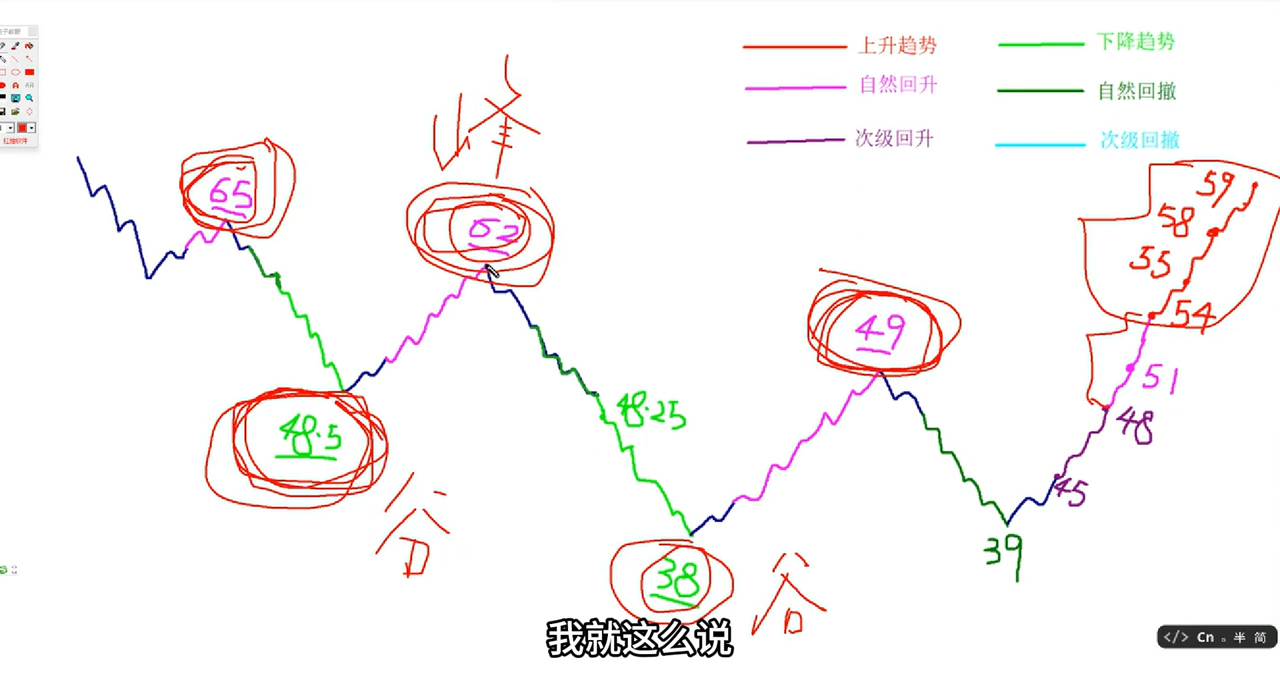 上升趋势 下降趋势
自然回升 自然回撤
次级回升 次级回撤
峰
65
62
59
58
55
54
51
49
48
48.5
48.25
45
谷
39
38
谷
我就这么说
Cn 。半 简